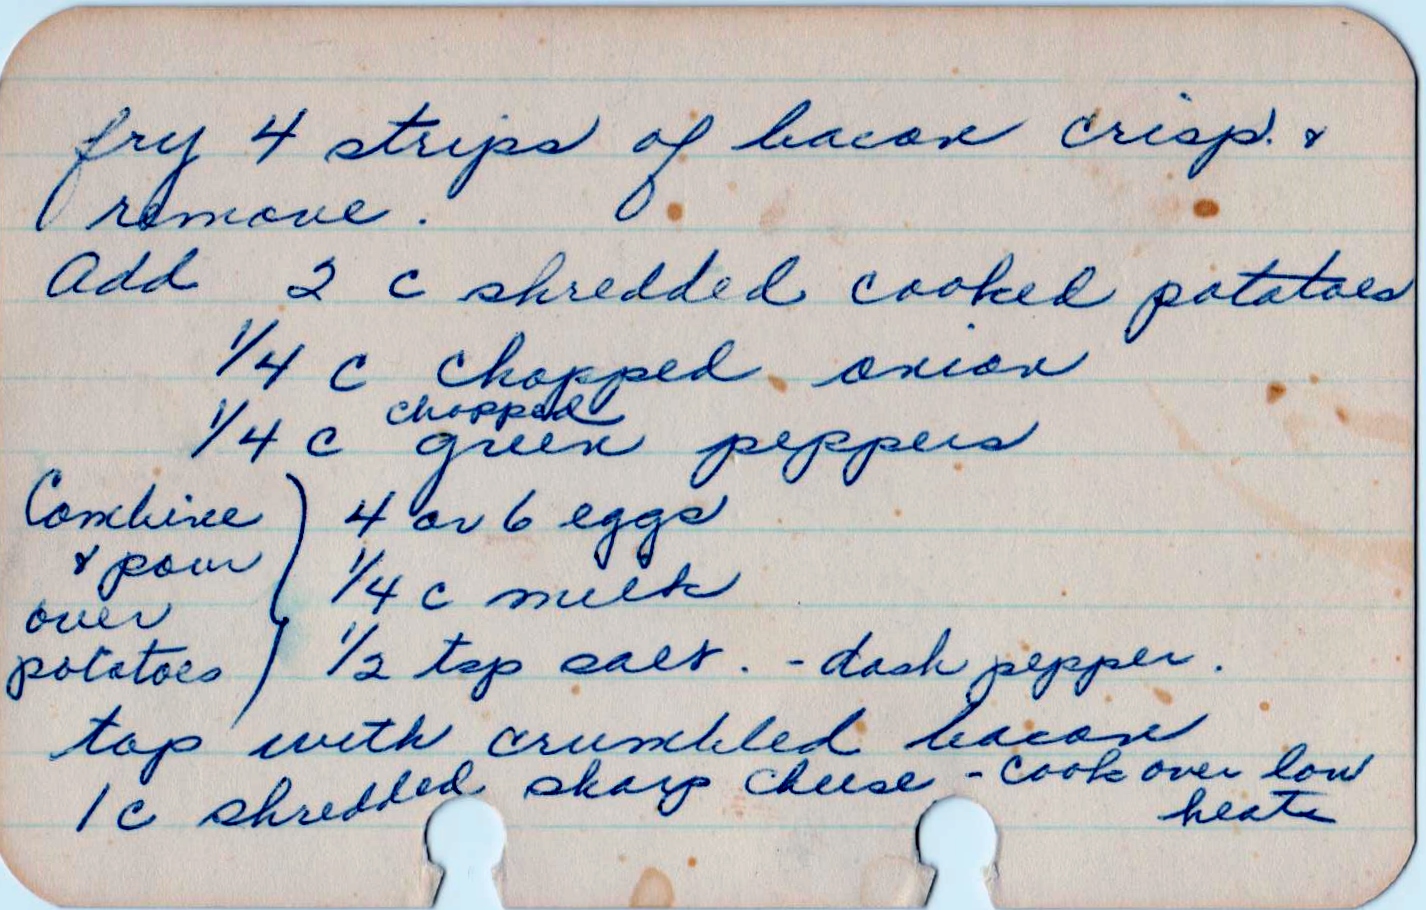 fry 4 strips of bacon crisp. &
remove.
Add 2 c shredded cooked potatoes
1/4 c chopped onion
1/4 c chopped green peppers
Combine & pour over potatoes
4 or 6 eggs
1/4 c milk
1/2 tsp salt. - dash pepper.
top with crumbled bacon
1 c shredded sharp cheese - cook over low
heat